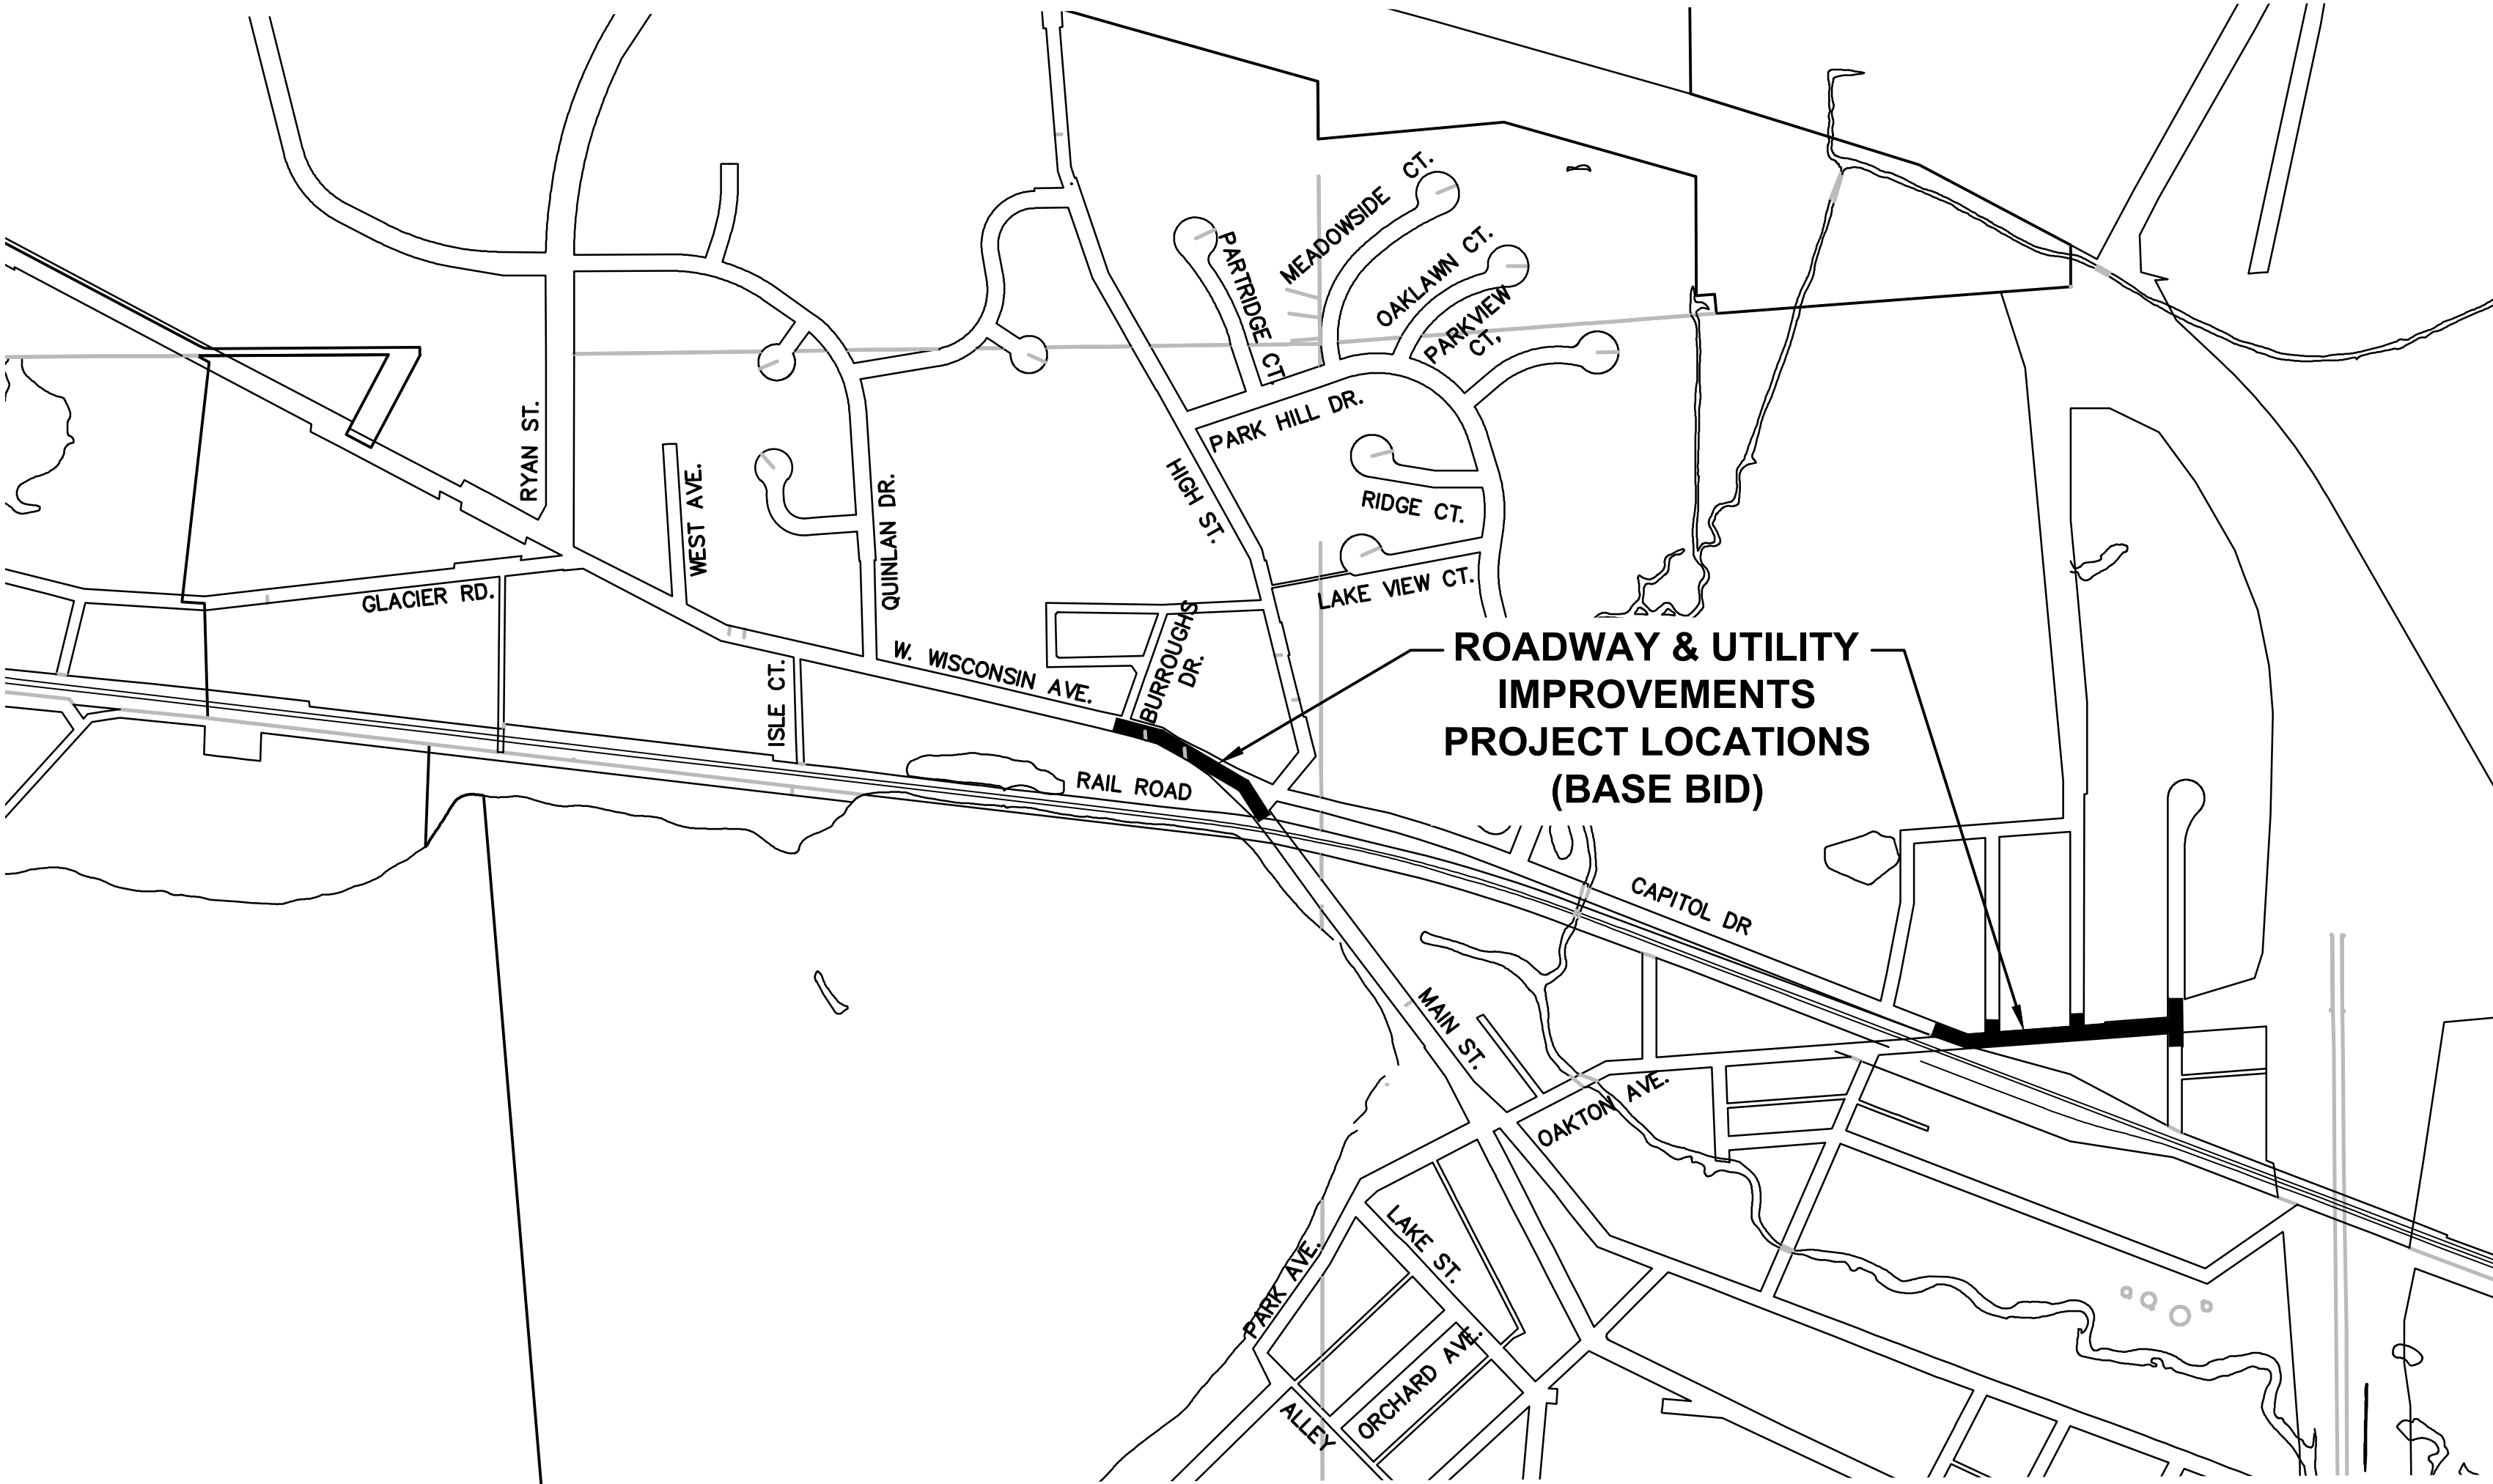 MEADOWSIDE CT.
PARTRIDGE CT.
OAKLAWN CT.
PARKVIEW
CT,
PARK HILL DR.
RYAN ST.
WEST AVE.
QUINLAN DR.
HIGH ST.
RIDGE CT.
LAKE VIEW CT.
GLACIER RD.
W. WISCONSIN AVE.
BURROUGHS
DR.
ISLE CT.
RAIL ROAD
ROADWAY & UTILITY
IMPROVEMENTS
PROJECT LOCATIONS
(BASE BID)
CAPITOL DR
MAIN ST.
OAKTON AVE.
LAKE ST.
PARK AVE.
ORCHARD AVE.
ALLEY